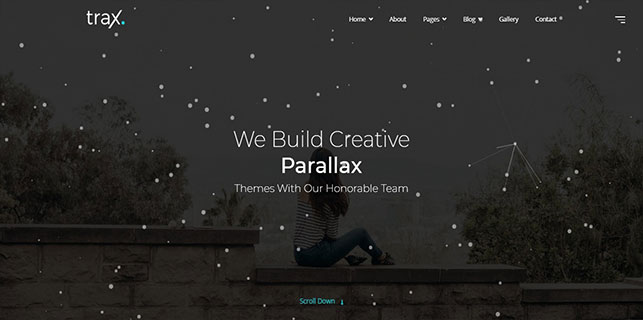 trax.
Home About Pages Blog Gallery Contact
We Build Creative
Parallax
Themes With Our Honorable Team
Scroll Down